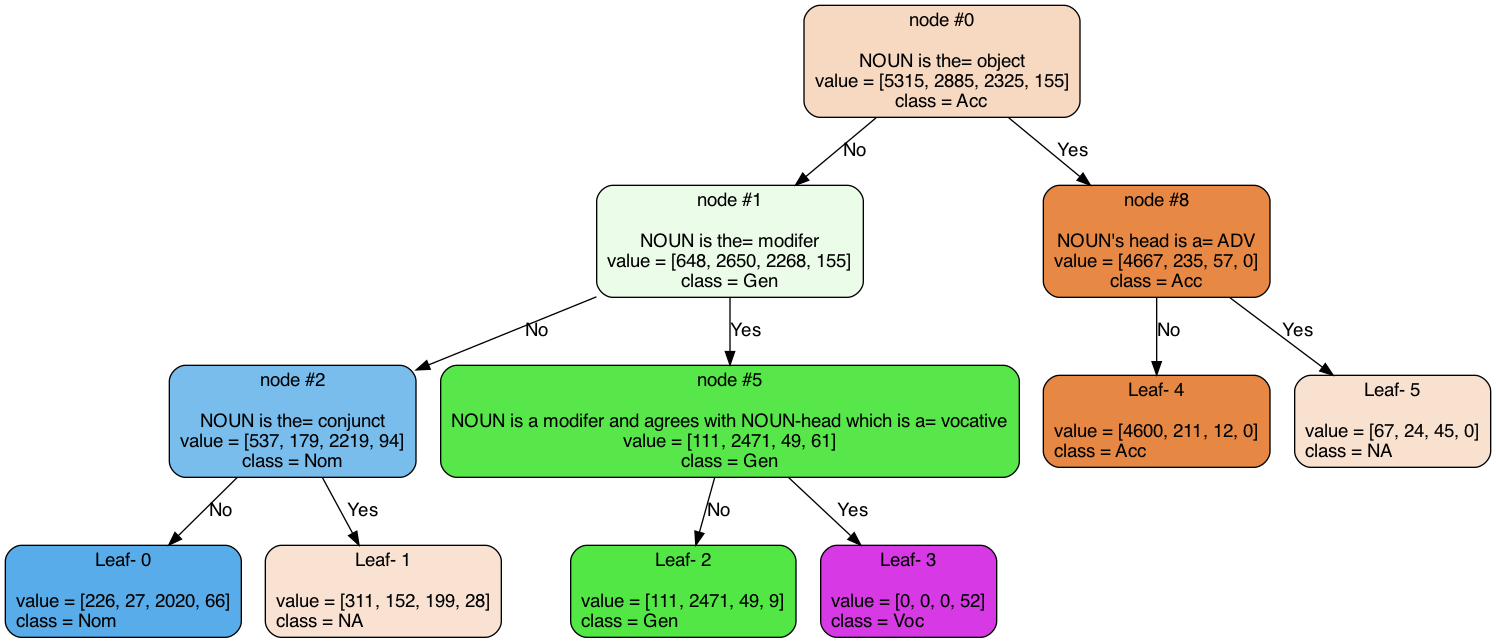 node #0
NOUN is the= object
value = [5315, 2885, 2325, 155]
class = Acc
No
Yes
node #1
NOUN is the= modifer
value = [648, 2650, 2268, 155]
class = Gen
node #8
NOUN's head is a= ADV
value = [4667, 235, 57, 0]
class = Acc
No
Yes
No
Yes
node #2
NOUN is the= conjunct
value = [537, 179, 2219, 94]
class = Nom
node #5
NOUN is a modifer and agrees with NOUN-head which is a= vocative
value = [111, 2471, 49, 61]
class = Gen
Leaf- 4
value = [4600, 211, 12, 0]
class = Acc
Leaf- 5
value = [67, 24, 45, 0]
class = NA
No
Yes
No
Yes
Leaf- 0
value = [226, 27, 2020, 66]
class = Nom
Leaf- 1
value = [311, 152, 199, 28]
class = NA
Leaf- 2
value = [111, 2471, 49, 9]
class = Gen
Leaf- 3
value = [0, 0, 0, 52]
class = Voc